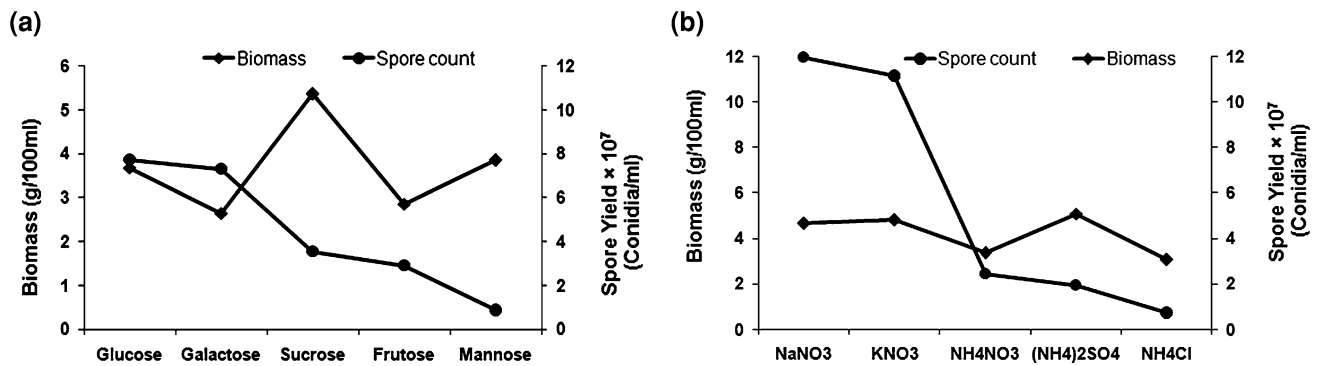 (a)
Biomass
Spore count
Biomass (g/100ml)
6
5
4
3
2
1
0
12
10
8
6
4
2
0
Spore Yield × 10⁷
(Conidia/ml)
Glucose
Galactose
Sucrose
Frutose
Mannose
(b)
Spore count
Biomass
Biomass (g/100ml)
12
10
8
6
4
2
0
12
10
8
6
4
2
0
Spore Yield × 10⁷
(Conidia/ml)
NaNO3
KNO3
NH4NO3
(NH4)2SO4
NH4Cl